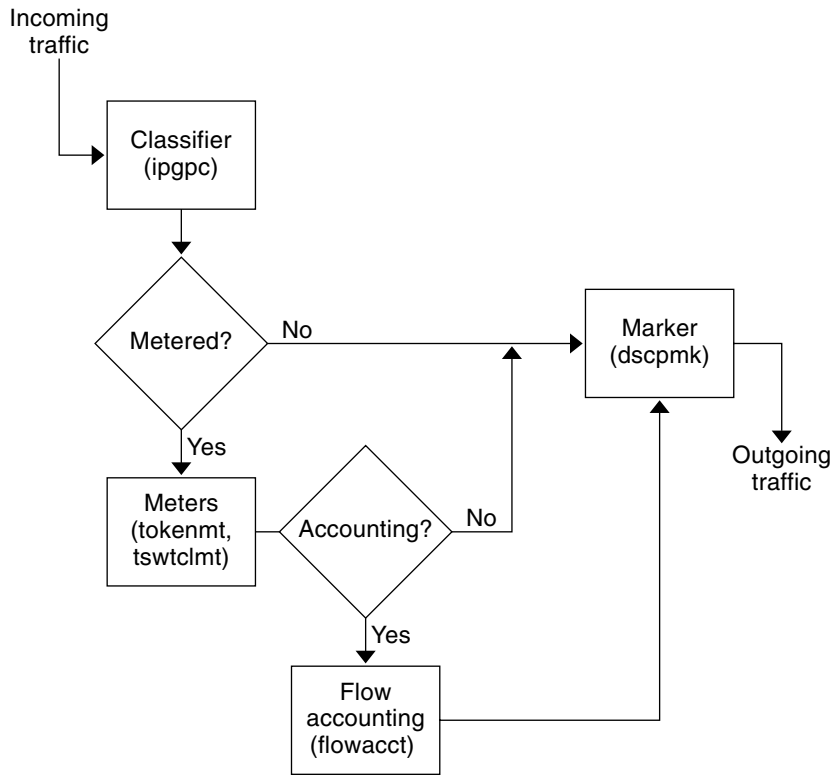 Incoming
traffic
Classifier
(ipgpc)
Metered?
No
Marker
(dscpmk)
Yes
Outgoing
traffic
Meters
(tokenmt,
tswtclmt)
Accounting?
No
Yes
Flow
accounting
(flowacct)